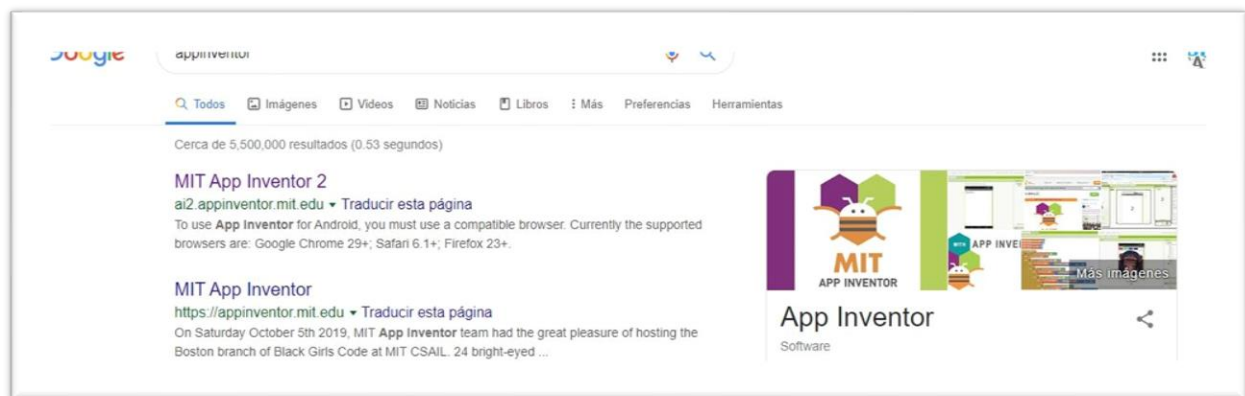 Google
appinventor
Todos Imágenes Videos Noticias Libros Más Preferencias Herramientas
Cerca de 5,500,000 resultados (0.53 segundos)
MIT App Inventor 2
ai2.appinventor.mit.edu ▾ Traducir esta página
To use App Inventor for Android, you must use a compatible browser. Currently the supported
browsers are: Google Chrome 29+; Safari 6.1+; Firefox 23+.
MIT App Inventor
https://appinventor.mit.edu ▾ Traducir esta página
On Saturday October 5th 2019, MIT App Inventor team had the great pleasure of hosting the
Boston branch of Black Girls Code at MIT CSAIL. 24 bright-eyed ...
MIT
APP INVENTOR
APP INVE
Más imágenes
App Inventor
Software